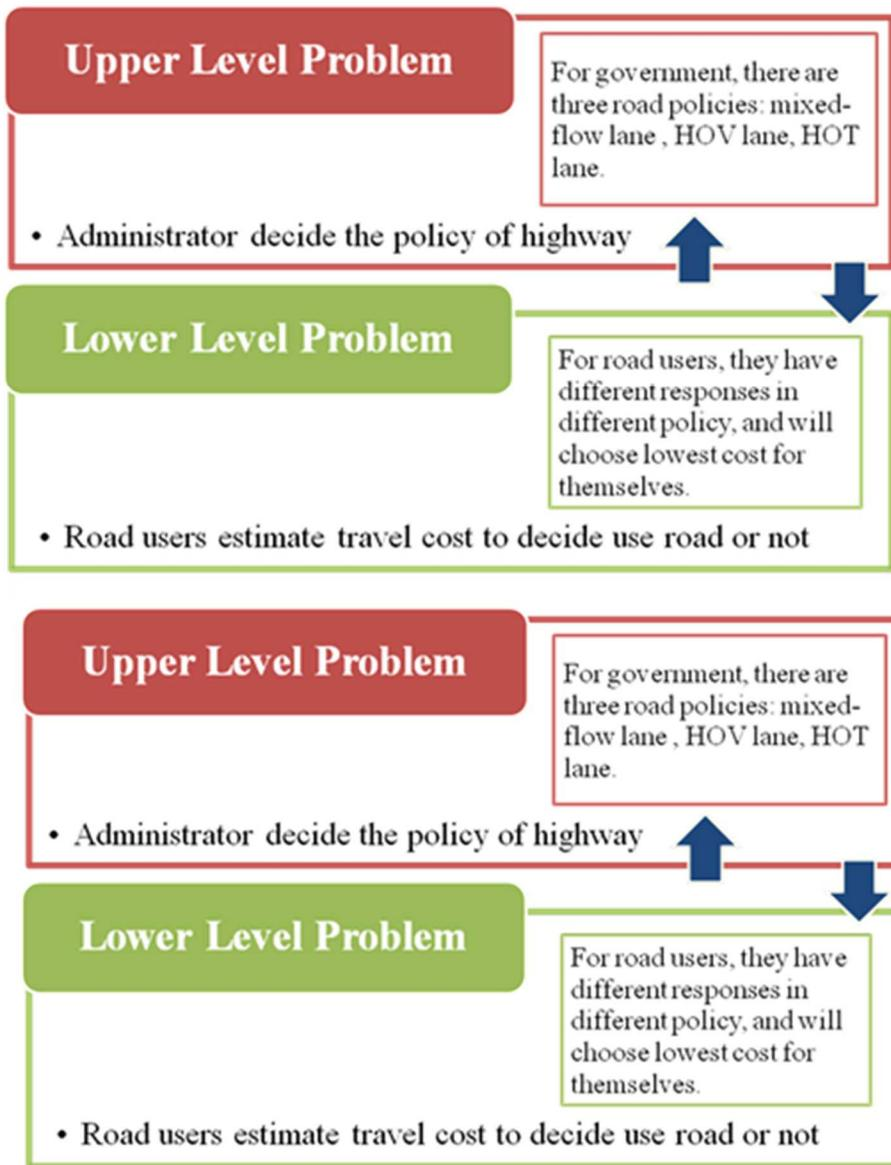 Upper Level Problem
For government, there are
three road policies: mixed-
flow lane , HOV lane, HOT
lane.
• Administrator decide the policy of highway
Lower Level Problem
For road users, they have
different responses in
different policy, and will
choose lowest cost for
themselves.
• Road users estimate travel cost to decide use road or not
Upper Level Problem
For government, there are
three road policies: mixed-
flow lane , HOV lane, HOT
lane.
• Administrator decide the policy of highway
Lower Level Problem
For road users, they have
different responses in
different policy, and will
choose lowest cost for
themselves.
• Road users estimate travel cost to decide use road or not